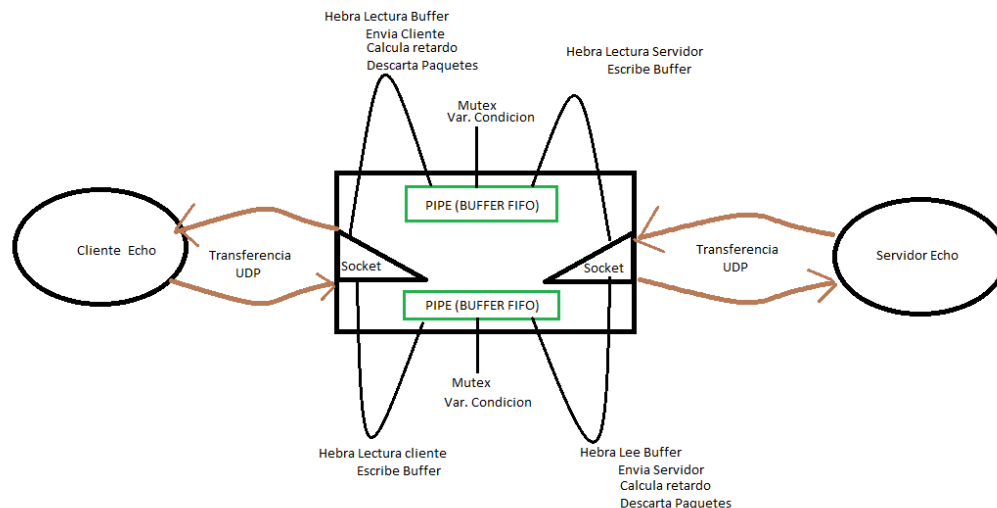 Hebra Lectura Buffer
Envia Cliente
Calcula retardo
Descarta Paquetes
Hebra Lectura Servidor
Escribe Buffer
Mutex
Var. Condicion
PIPE (BUFFER FIFO)
Cliente Echo
Transferencia
UDP
Socket
Socket
Transferencia
UDP
Servidor Echo
PIPE (BUFFER FIFO)
Mutex
Var. Condicion
Hebra Lectura cliente
Escribe Buffer
Hebra Lee Buffer
Envia Servidor
Calcula retardo
Descarta Paquetes